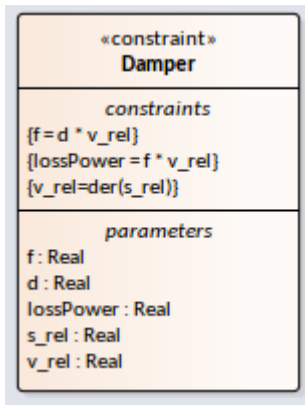 «constraint»
Damper
constraints
{f=d * v_rel}
{lossPower=f * v_rel}
{v_rel=der(s_rel)}
parameters
f : Real
d : Real
lossPower : Real
s_rel : Real
v_rel : Real